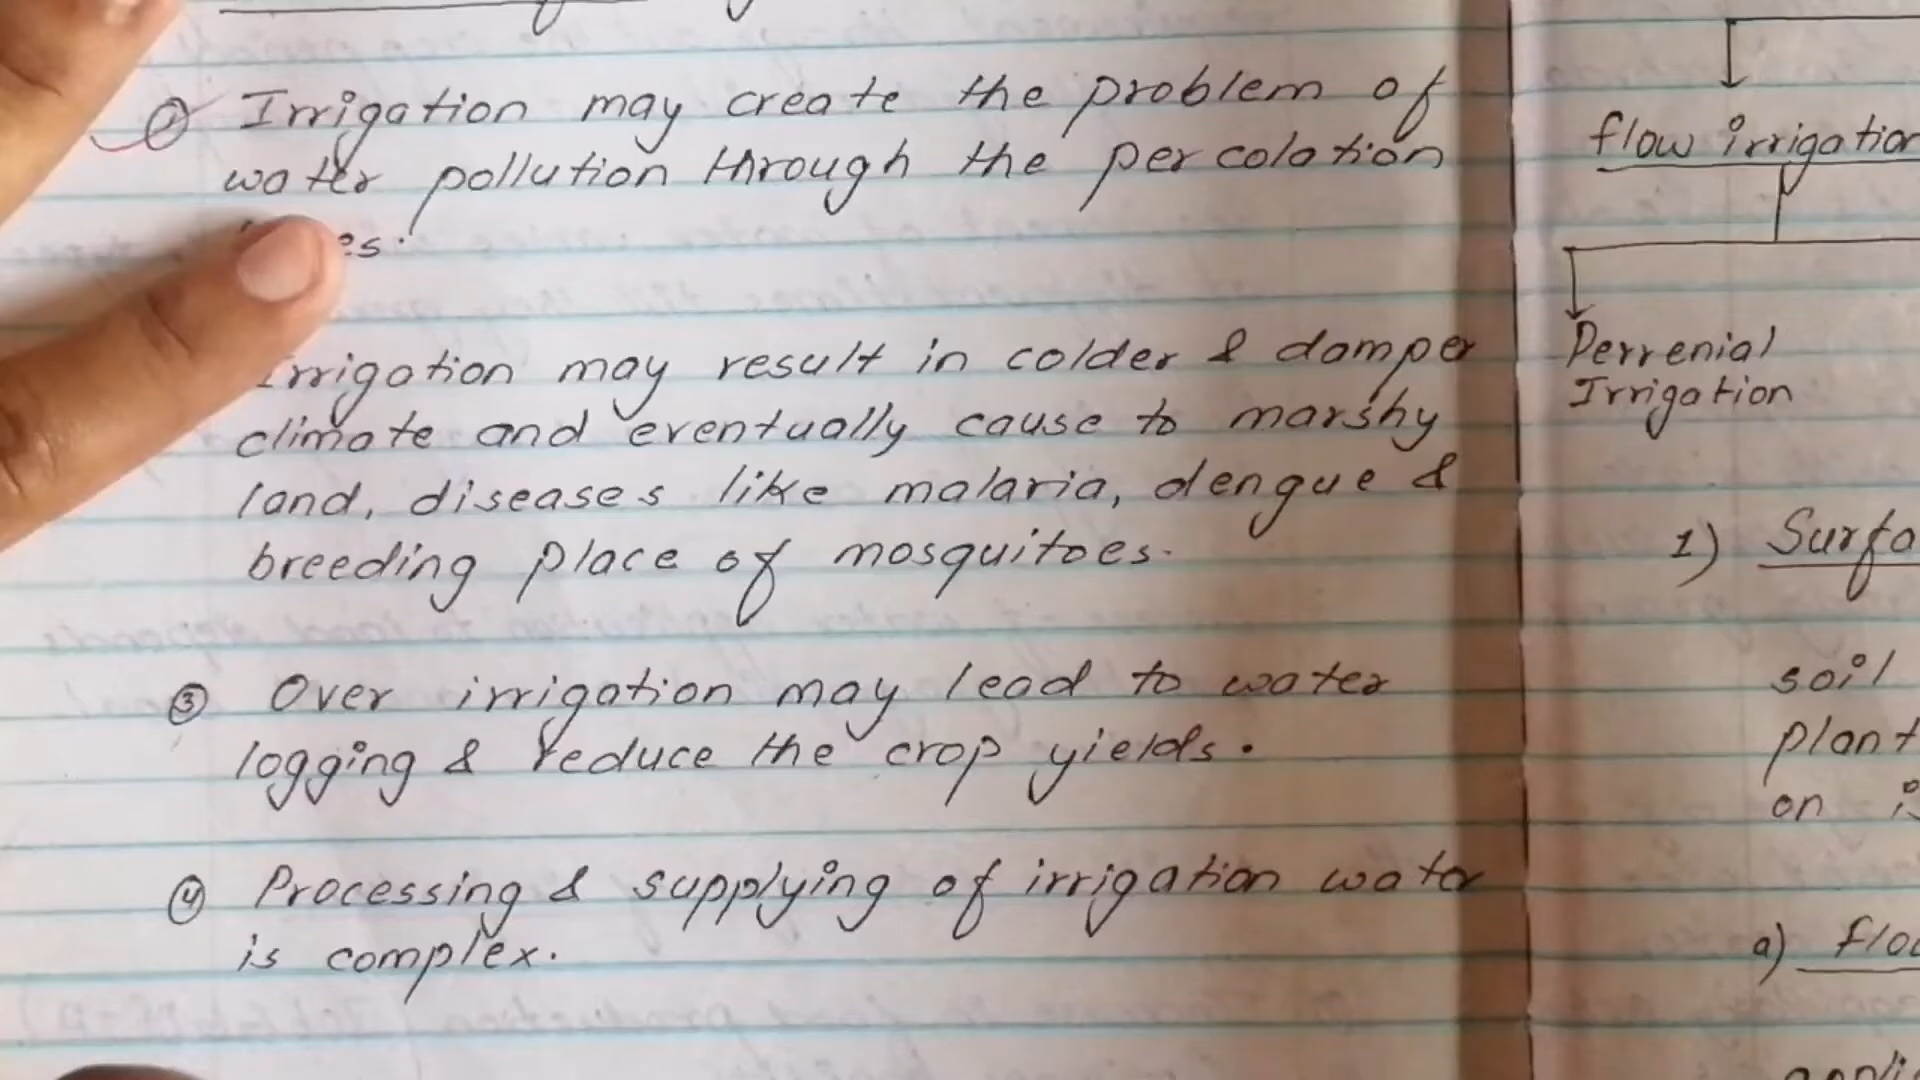 ① Irrigation may create the problem of
water pollution through the percolation
Irrigation may result in colder & damper
climate and eventually cause to marshy
land, diseases like malaria, dengue &
breeding place of mosquitoes.
③ Over irrigation may lead to water
logging & reduce the crop yields.
④ Processing & supplying of irrigation water
is complex.
flow irrigation
Perrenial
Irrigation
1) Surfa
soil
plant
on is
a) flo